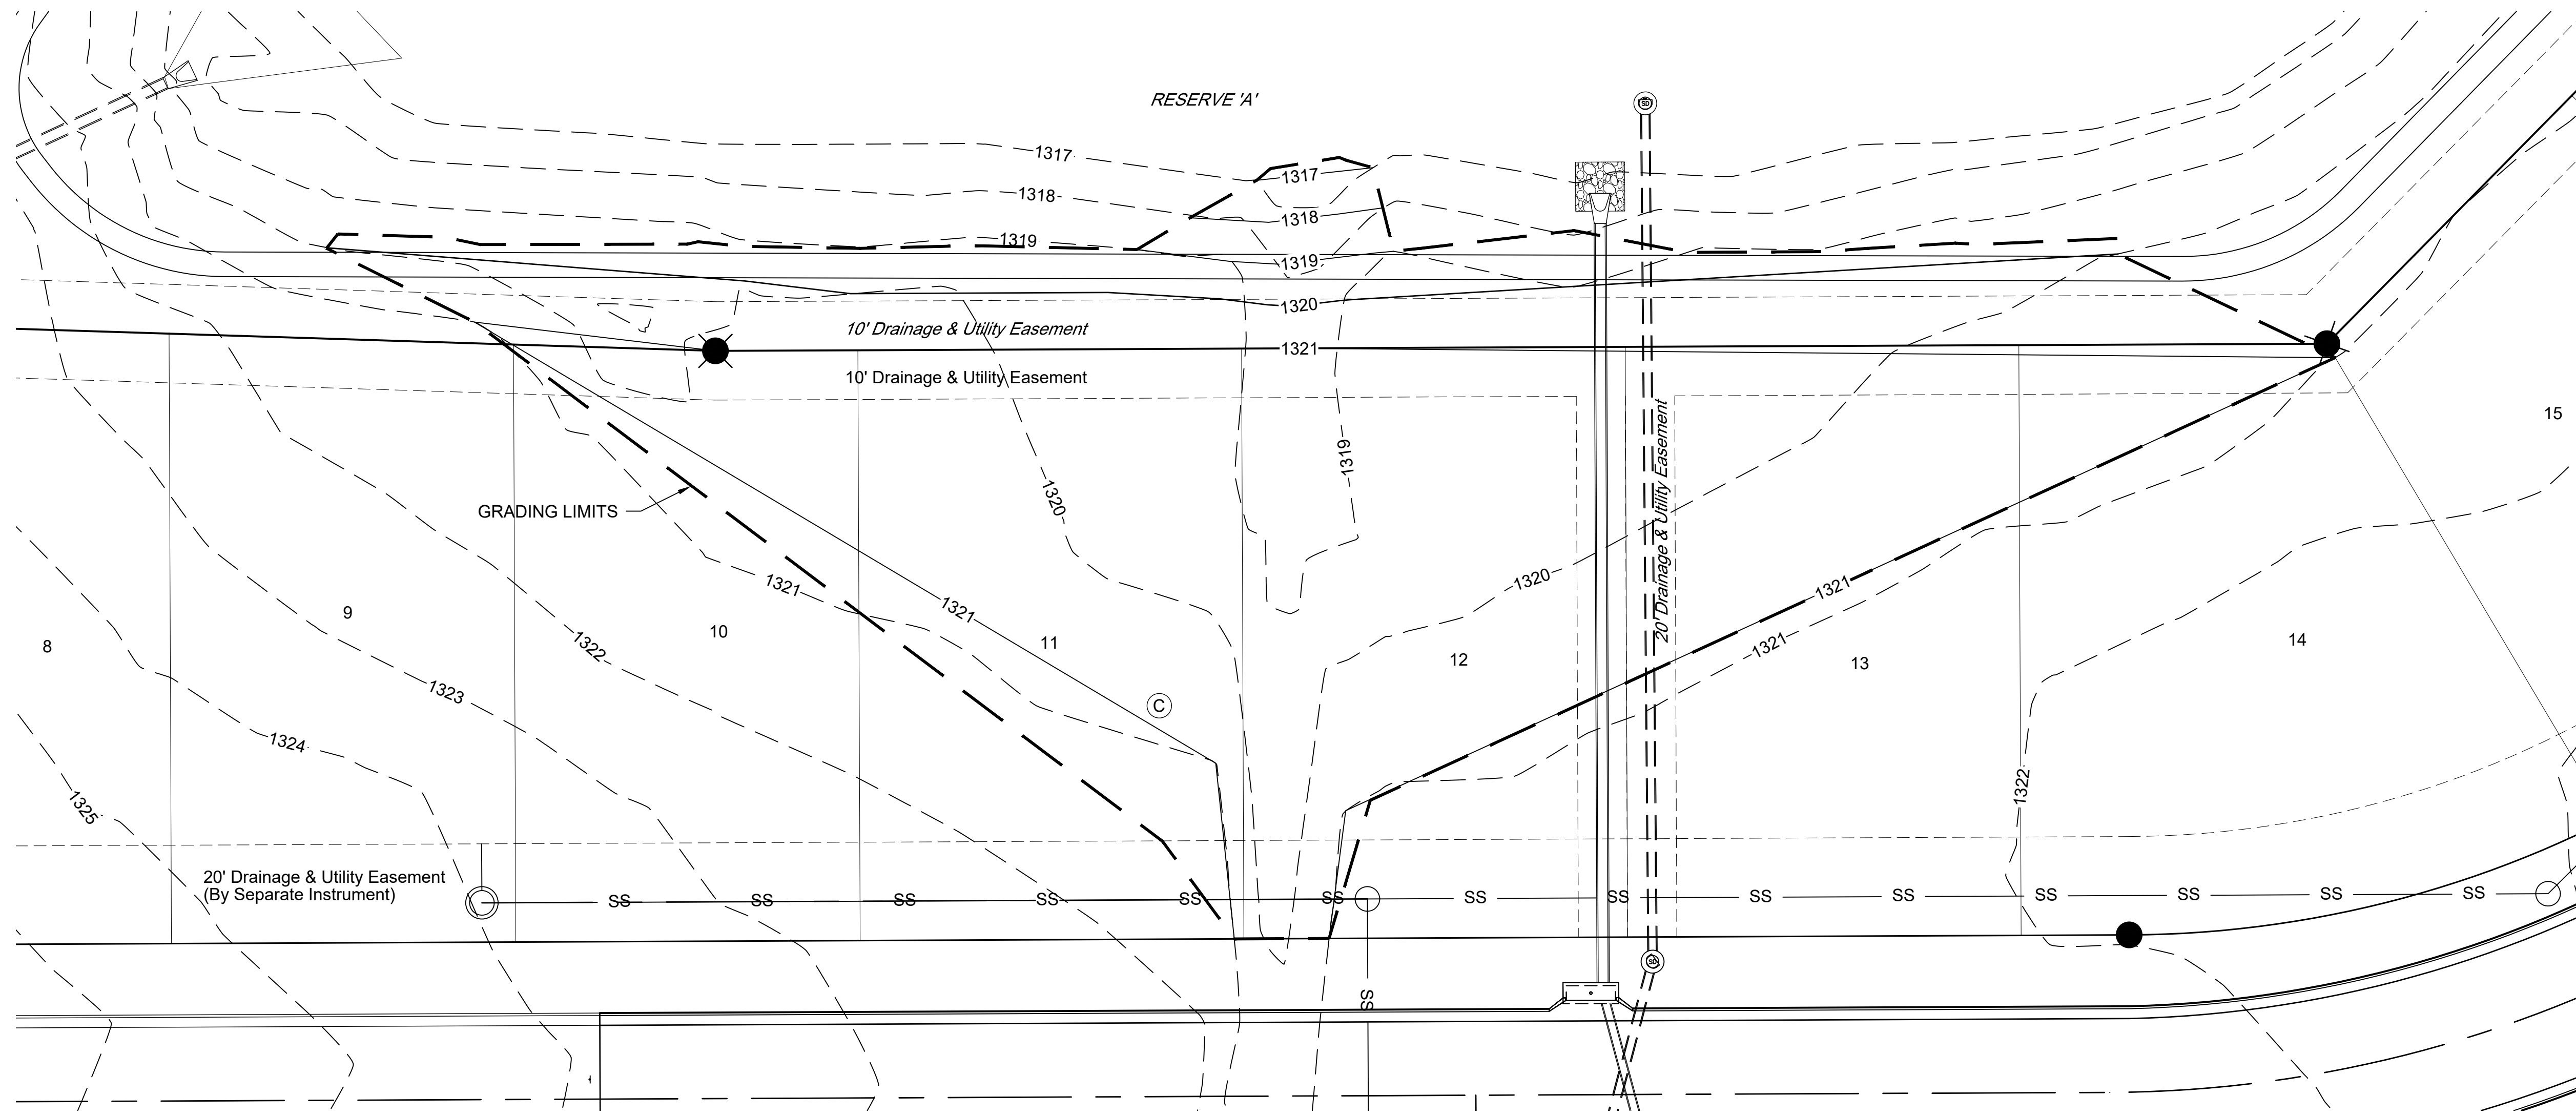 RESERVE 'A'
SD
1317
1317
1318
1318
1319
1319
1320
10' Drainage & Utility Easement
1321
10' Drainage & Utility Easement
15
20' Drainage & Utility Easement
1319
1320
GRADING LIMITS
1321
1321
1320
1321
1321
8
9
10
11
12
13
14
1322
1323
1324
1325
C
1322
20' Drainage & Utility Easement
(By Separate Instrument)
SS SS SS SS SS SS SS SS SS SS SS SS SS SS
SD
SS